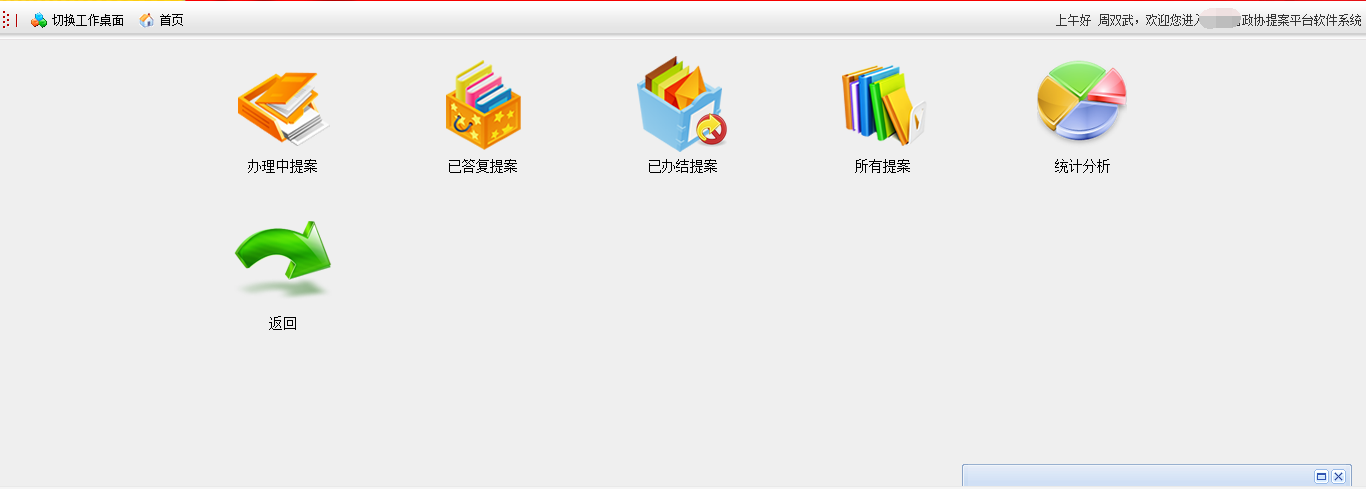 切换工作桌面 首页 上午好 周双武，欢迎您进入 政协提案平台软件系统
办理中提案 已答复提案 已办结提案 所有提案 统计分析
返回